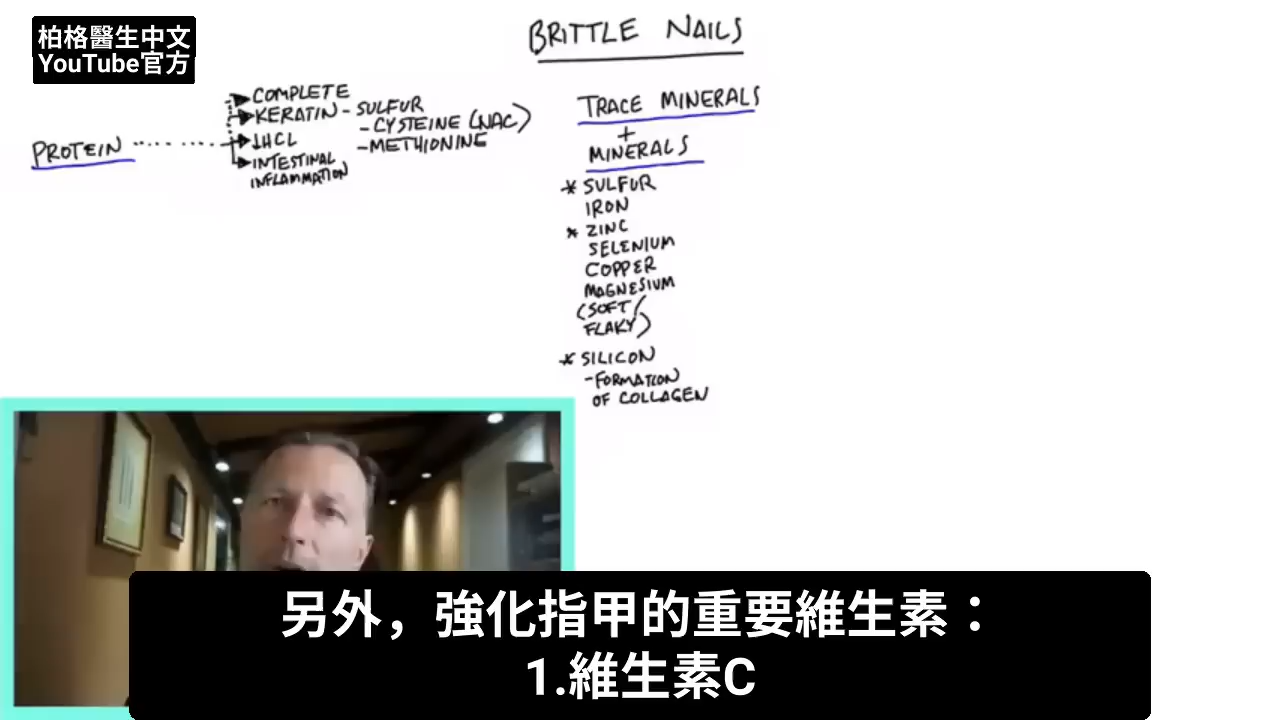 柏格醫生中文
YouTube官方
BRITTLE NAILS
PROTEIN
COMPLETE
KERATIN - SULFUR
- CYSTEINE (NAC)
- METHIONINE
↓HCL
INTESTINAL
INFLAMMATION
TRACE MINERALS
+
MINERALS
* SULFUR
IRON
* ZINC
SELENIUM
COPPER
MAGNESIUM
(SOFT/
FLAKY)
* SILICON
-FORMATION
OF COLLAGEN
另外，強化指甲的重要維生素：
1.維生素C